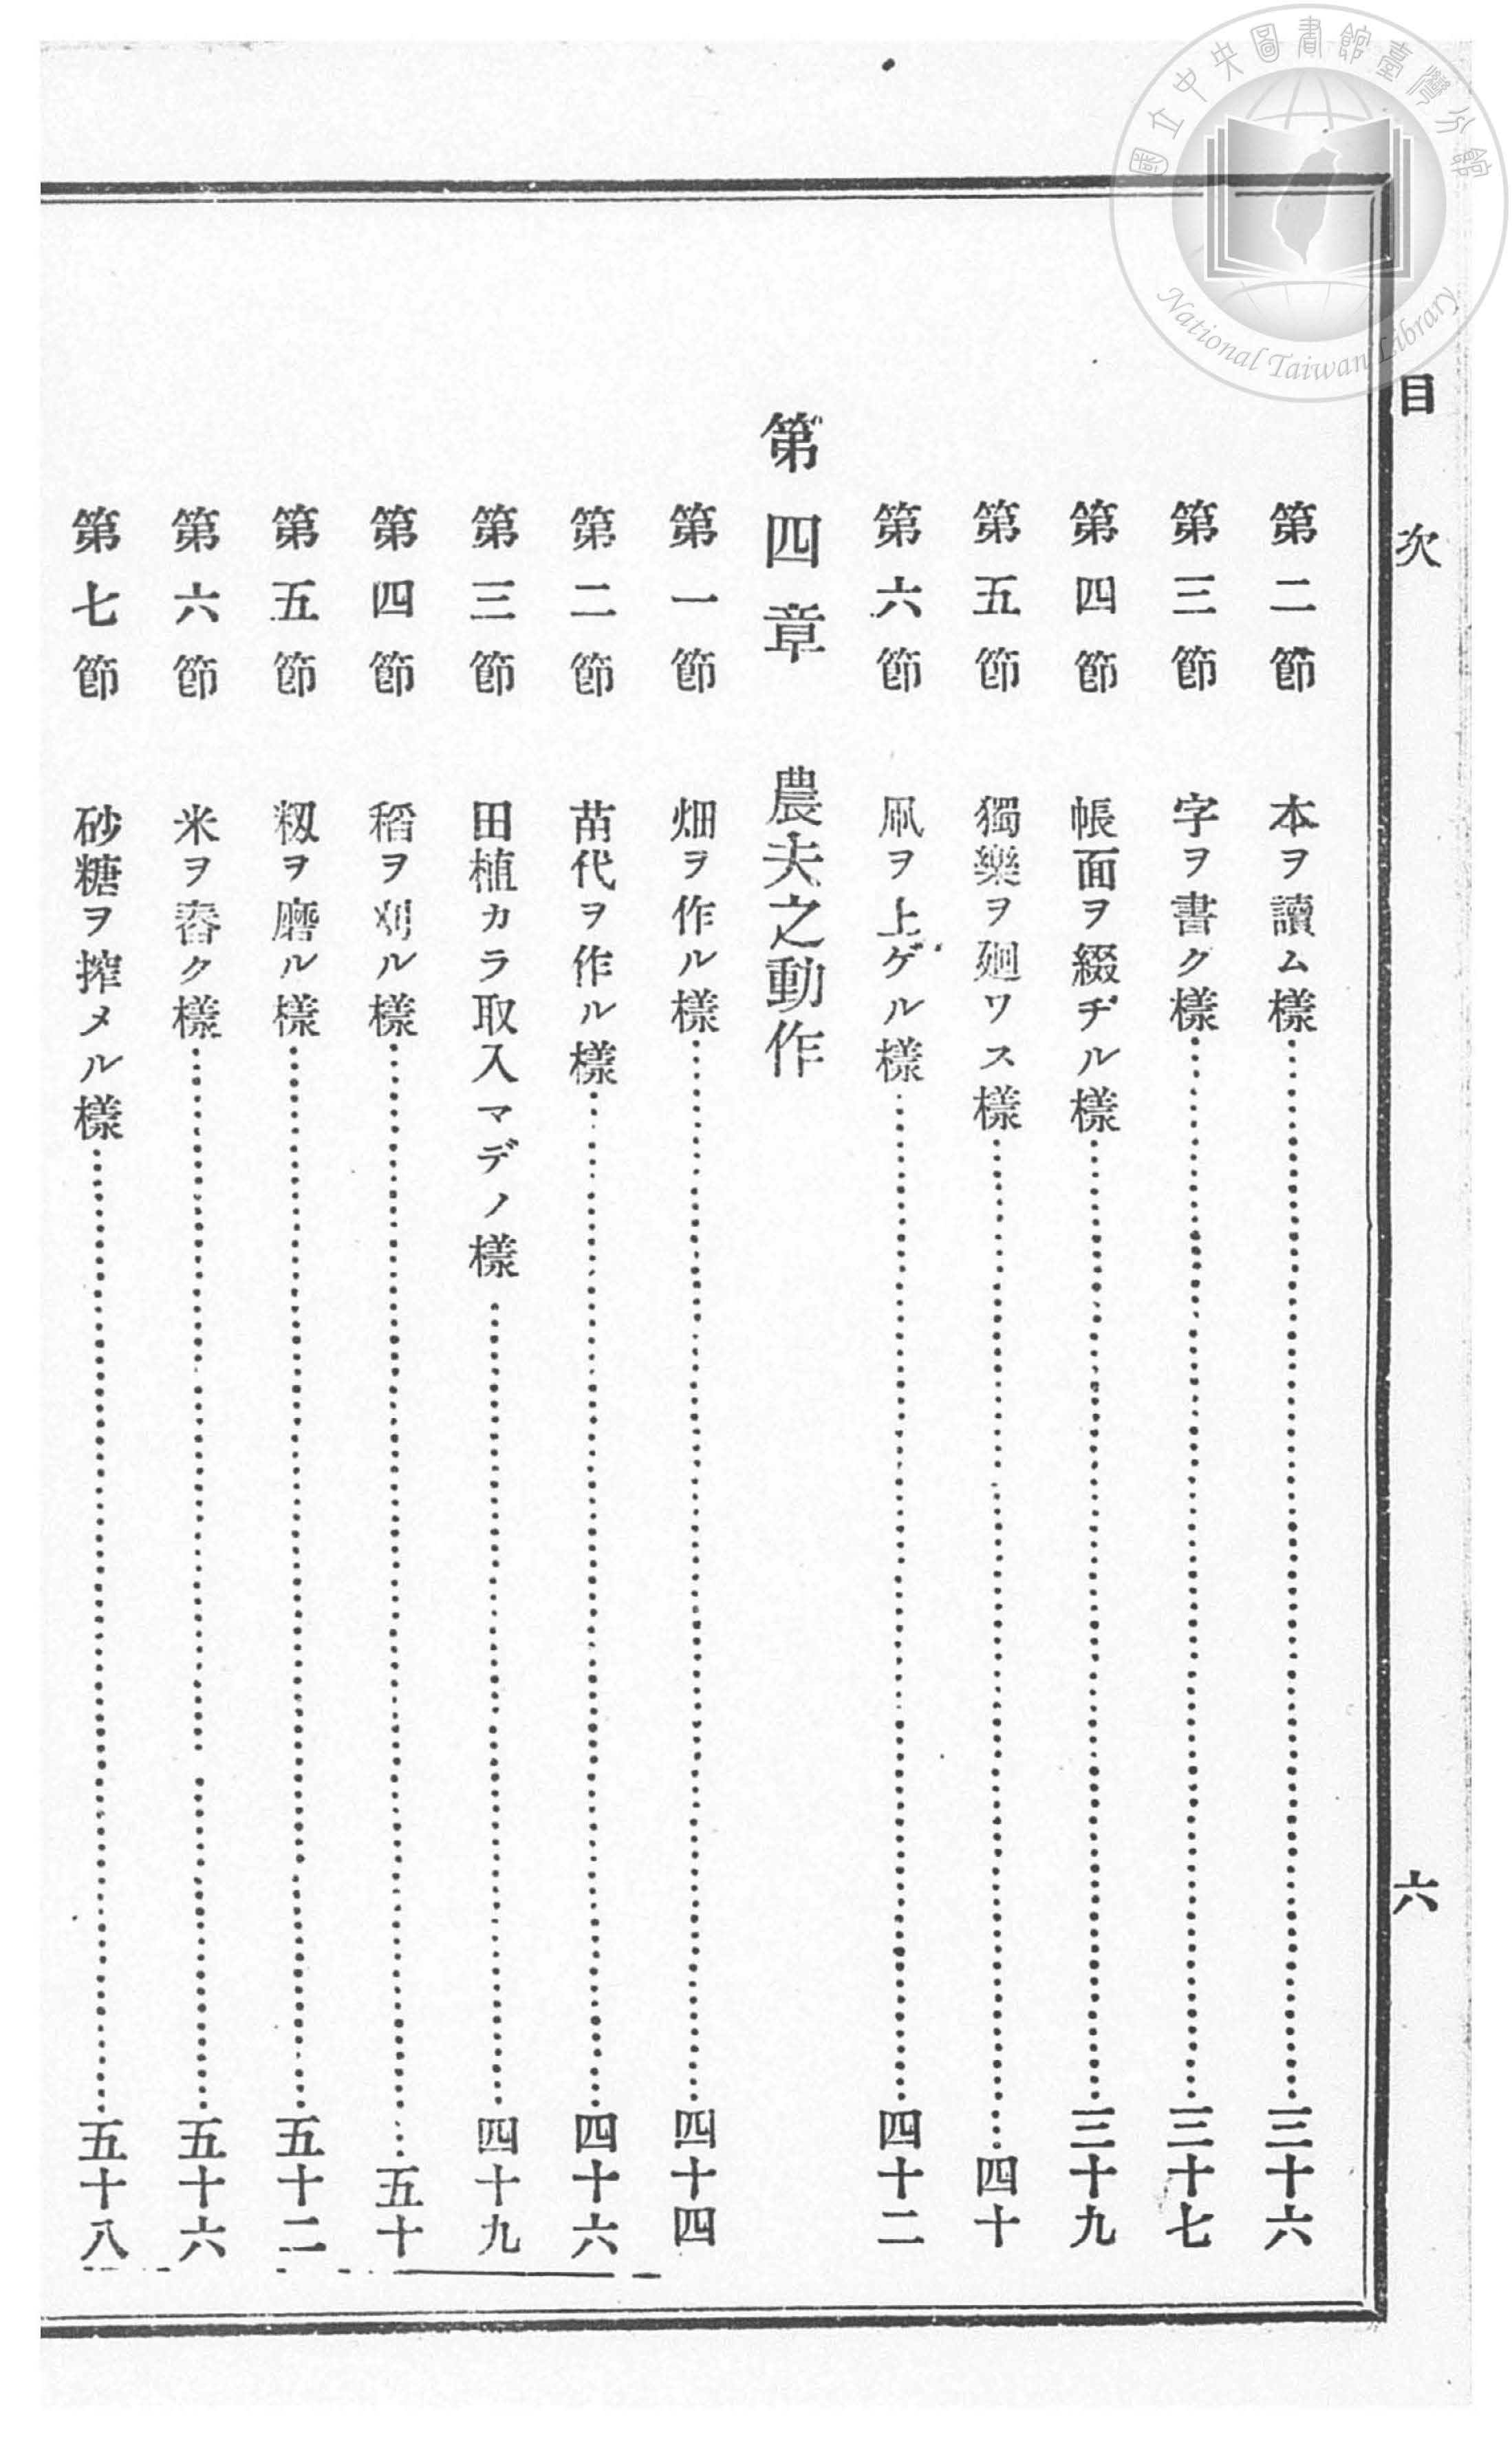 國立中央圖書館臺灣分館
National Taiwan Library
目次 六
第二節 本ヲ讀ム樣……三十六
第三節 字ヲ書ク樣……三十七
第四節 帳面ヲ綴ヂル樣……三十九
第五節 獨樂ヲ廻ワス樣……四十
第六節 凧ヲ上ゲル樣……四十二
第四章 農夫之動作
第一節 畑ヲ作ル樣……四十四
第二節 苗代ヲ作ル樣……四十六
第三節 田植カラ取入マデノ樣……四十九
第四節 稻ヲ刈ル樣……五十
第五節 籾ヲ磨ル樣……五十二
第六節 米ヲ舂ク樣……五十六
第七節 砂糖ヲ搾メル樣……五十八